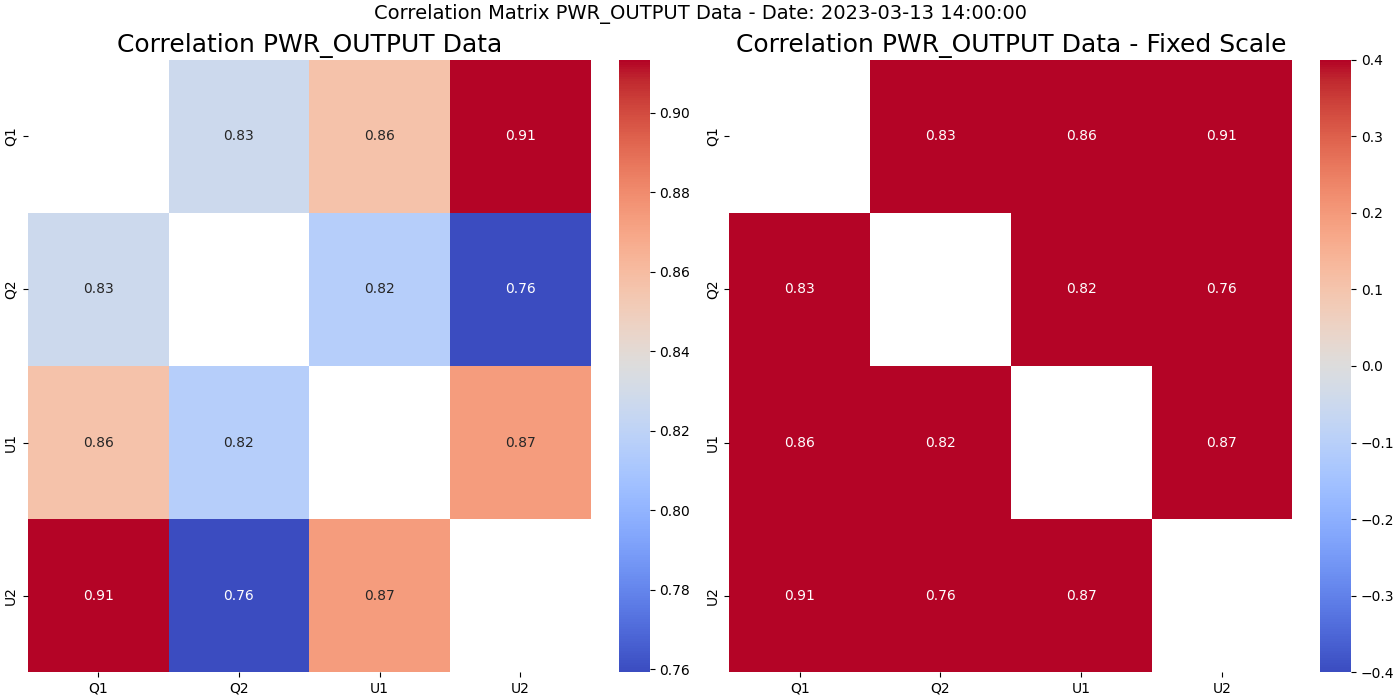 Correlation Matrix PWR_OUTPUT Data - Date: 2023-03-13 14:00:00
Correlation PWR_OUTPUT Data
Q1
0.83 0.86 0.91
Q2
0.83 0.82 0.76
U1
0.86 0.82 0.87
U2
0.91 0.76 0.87
Q1 Q2 U1 U2
0.90
0.88
0.86
0.84
0.82
0.80
0.78
0.76
Correlation PWR_OUTPUT Data - Fixed Scale
Q1
0.83 0.86 0.91
Q2
0.83 0.82 0.76
U1
0.86 0.82 0.87
U2
0.91 0.76 0.87
Q1 Q2 U1 U2
0.4
0.3
0.2
0.1
0.0
−0.1
−0.2
−0.3
−0.4